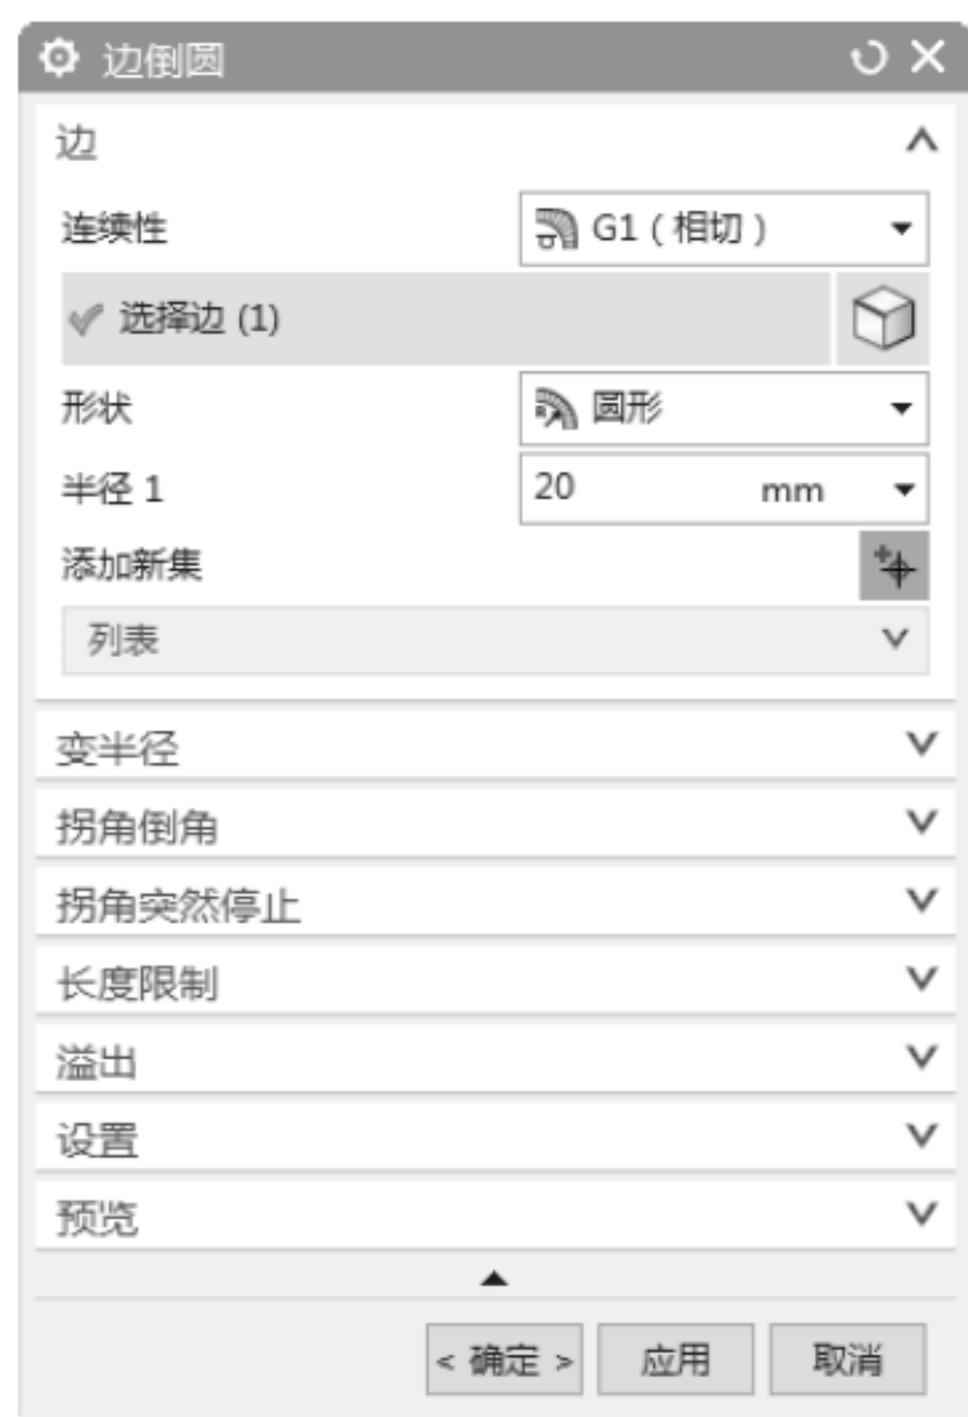 边倒圆
边
连续性 G1（相切）
选择边 (1)
形状 圆形
半径 1 20 mm
添加新集
列表
变半径
拐角倒角
拐角突然停止
长度限制
溢出
设置
预览
< 确定 > 应用 取消